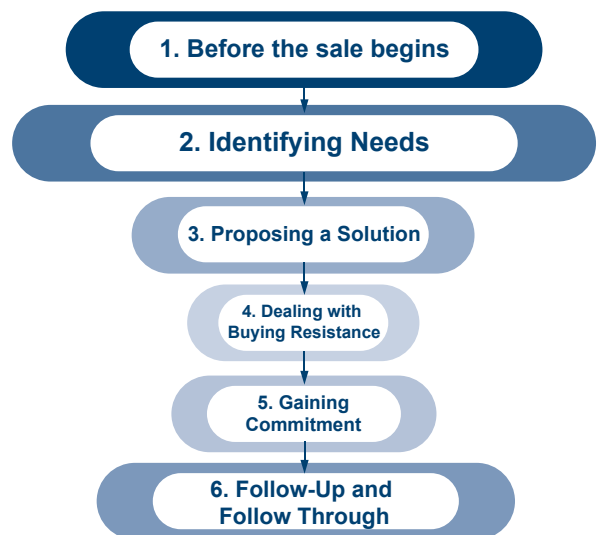 1. Before the sale begins
2. Identifying Needs
3. Proposing a Solution
4. Dealing with
Buying Resistance
5. Gaining
Commitment
6. Follow-Up and
Follow Through